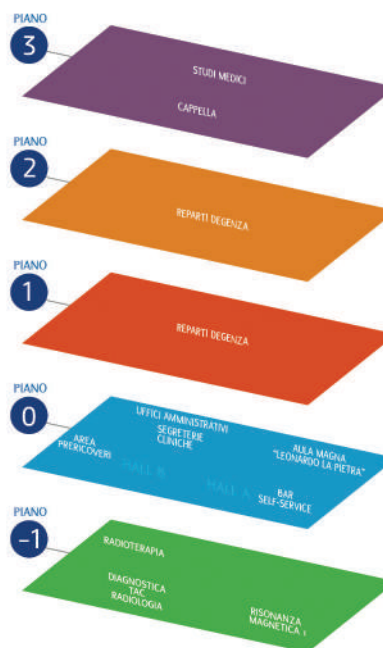 PIANO
3
STUDI MEDICI
CAPPELLA
PIANO
2
REPARTI DEGENZA
PIANO
1
REPARTI DEGENZA
PIANO
0
UFFICI AMMINISTRATIVI
SEGRETERIE
CLINICHE
AREA
PRERICOVERI
AULA MAGNA
"LEONARDO LA PIETRA"
HALL B
HALL A
BAR
SELF-SERVICE
PIANO
-1
RADIOTERAPIA
DIAGNOSTICA
TAC
RADIOLOGIA
RISONANZA
MAGNETICA 1